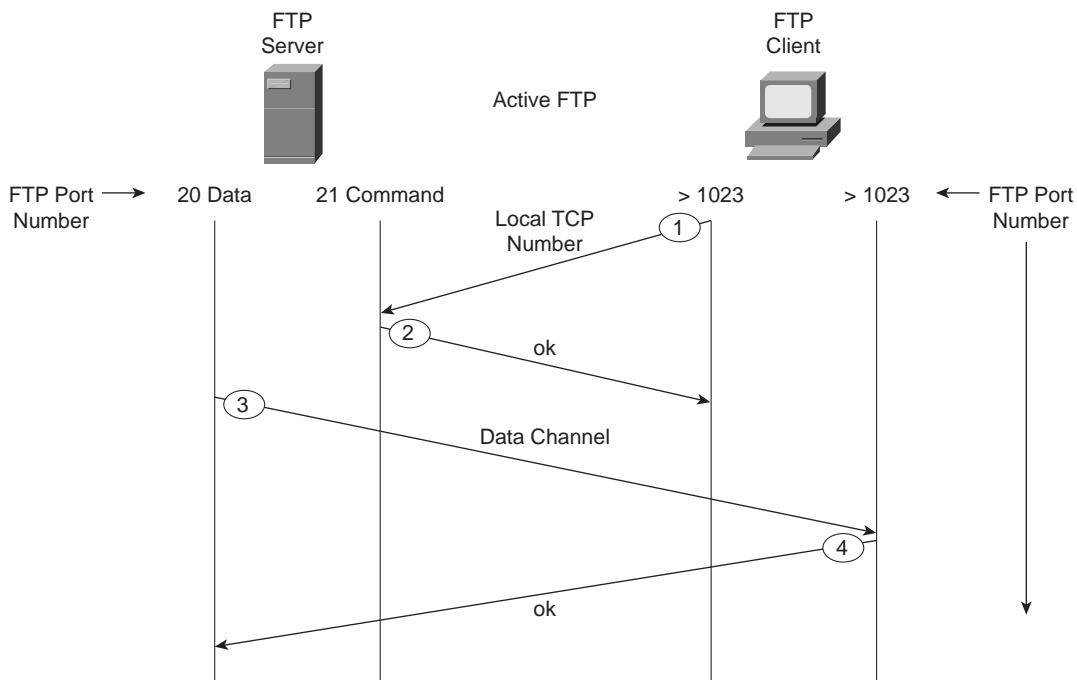 FTP
Server
FTP
Client
Active FTP
FTP Port
Number
20 Data
21 Command
> 1023
> 1023
FTP Port
Number
Local TCP
Number
1
2
ok
3
Data Channel
4
ok